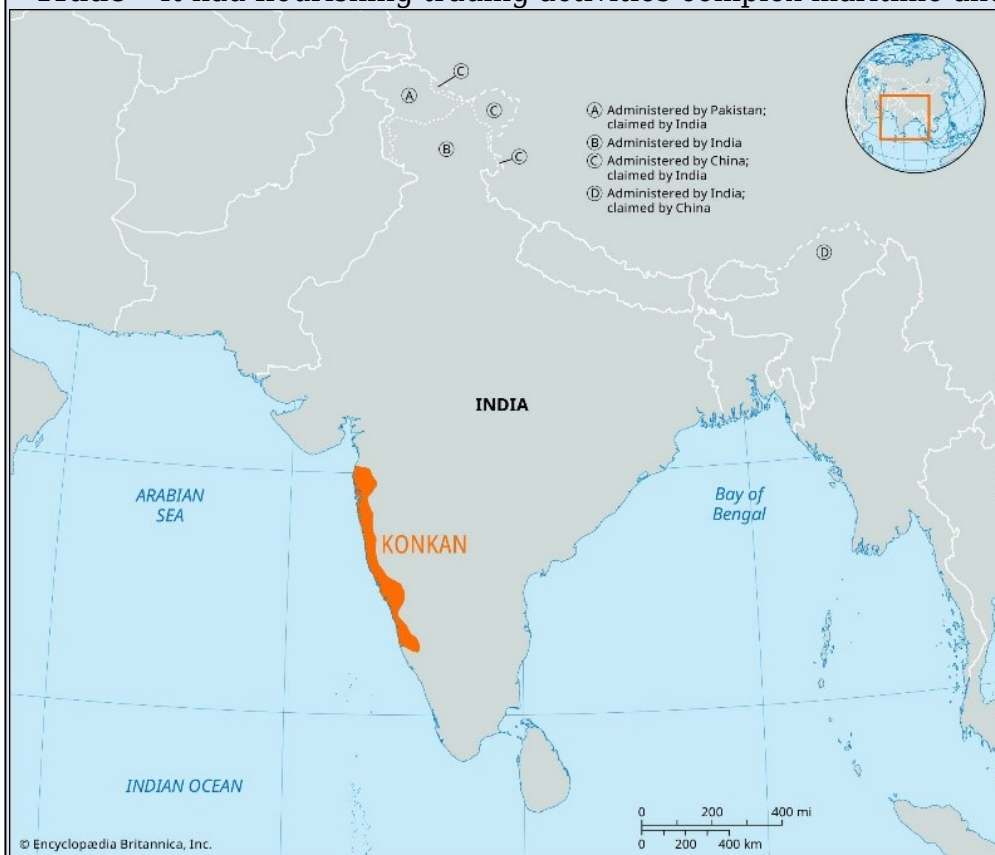 Trade - It had flourishing trading activities complex maritime and
C
A
C
B
C
Ⓐ Administered by Pakistan;
claimed by India
Ⓑ Administered by India
Ⓒ Administered by China;
claimed by India
Ⓓ Administered by India;
claimed by China
D
INDIA
ARABIAN
SEA
Bay of
Bengal
KONKAN
INDIAN OCEAN
0 200 400 mi
0 200 400 km
© Encyclopædia Britannica, Inc.